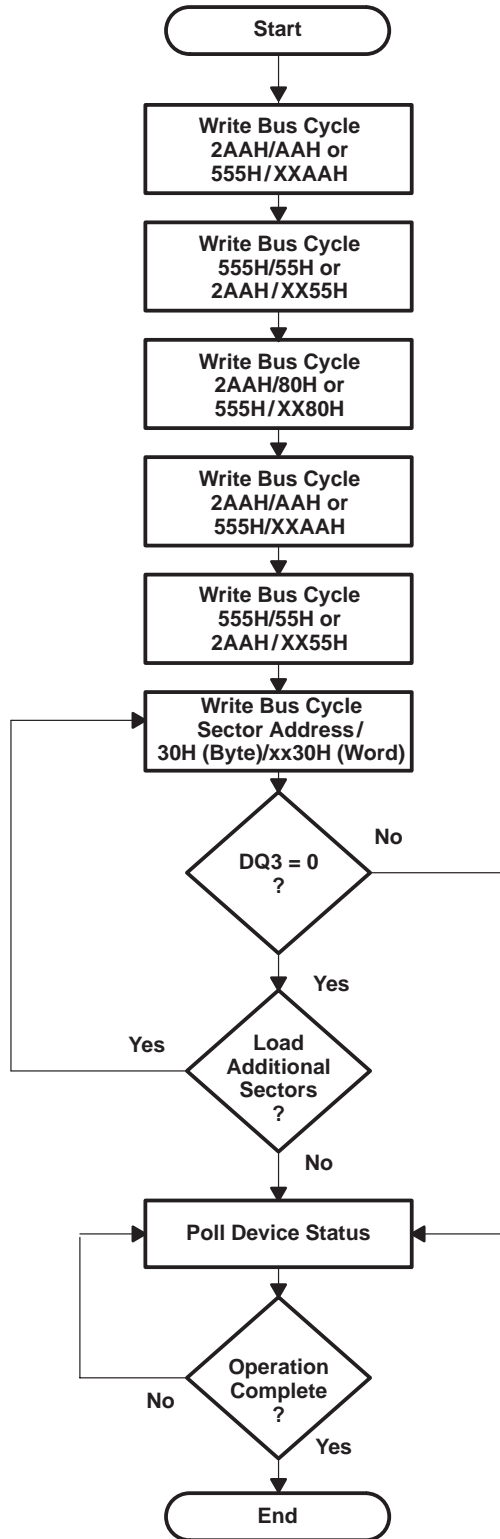 Start
Write Bus Cycle
2AAH/AAH or
555H/XXAAH
Write Bus Cycle
555H/55H or
2AAH/XX55H
Write Bus Cycle
2AAH/80H or
555H/XX80H
Write Bus Cycle
2AAH/AAH or
555H/XXAAH
Write Bus Cycle
555H/55H or
2AAH/XX55H
Write Bus Cycle
Sector Address/
30H (Byte)/xx30H (Word)
No
DQ3 = 0
?
Yes
Yes
Load
Additional
Sectors
?
No
Poll Device Status
Operation
Complete
?
No
Yes
End